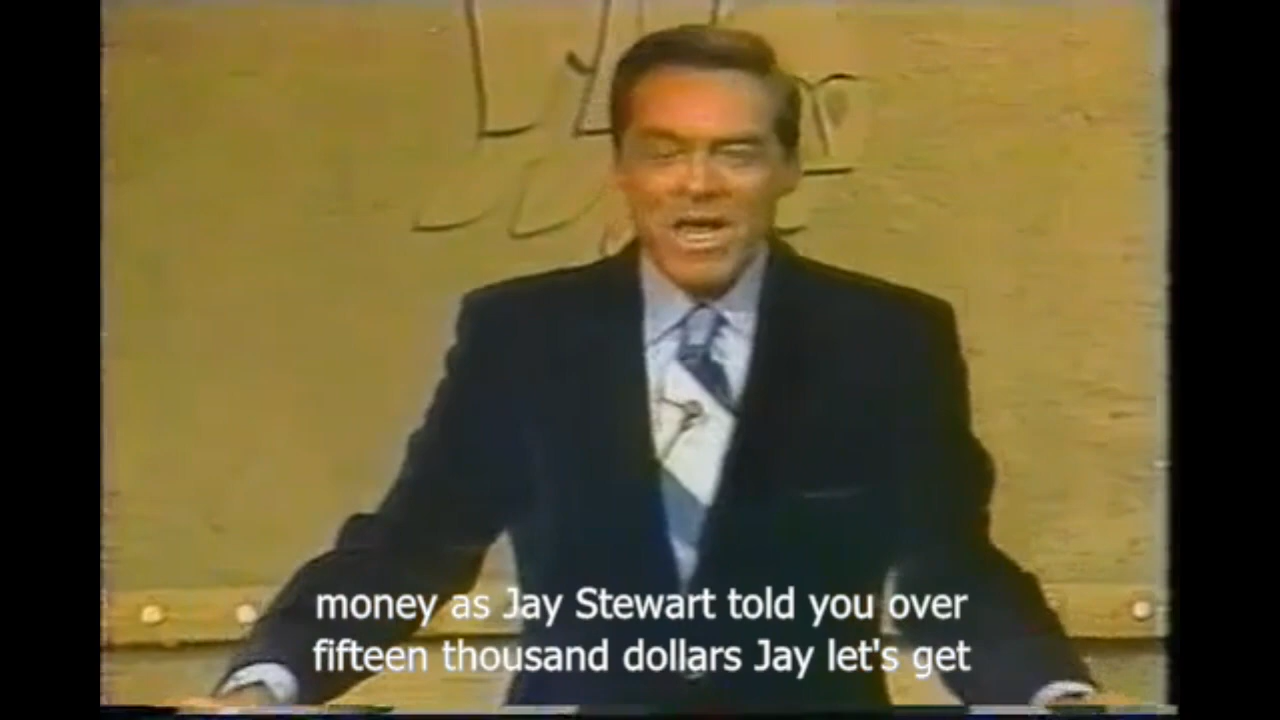 money as Jay Stewart told you over
fifteen thousand dollars Jay let's get